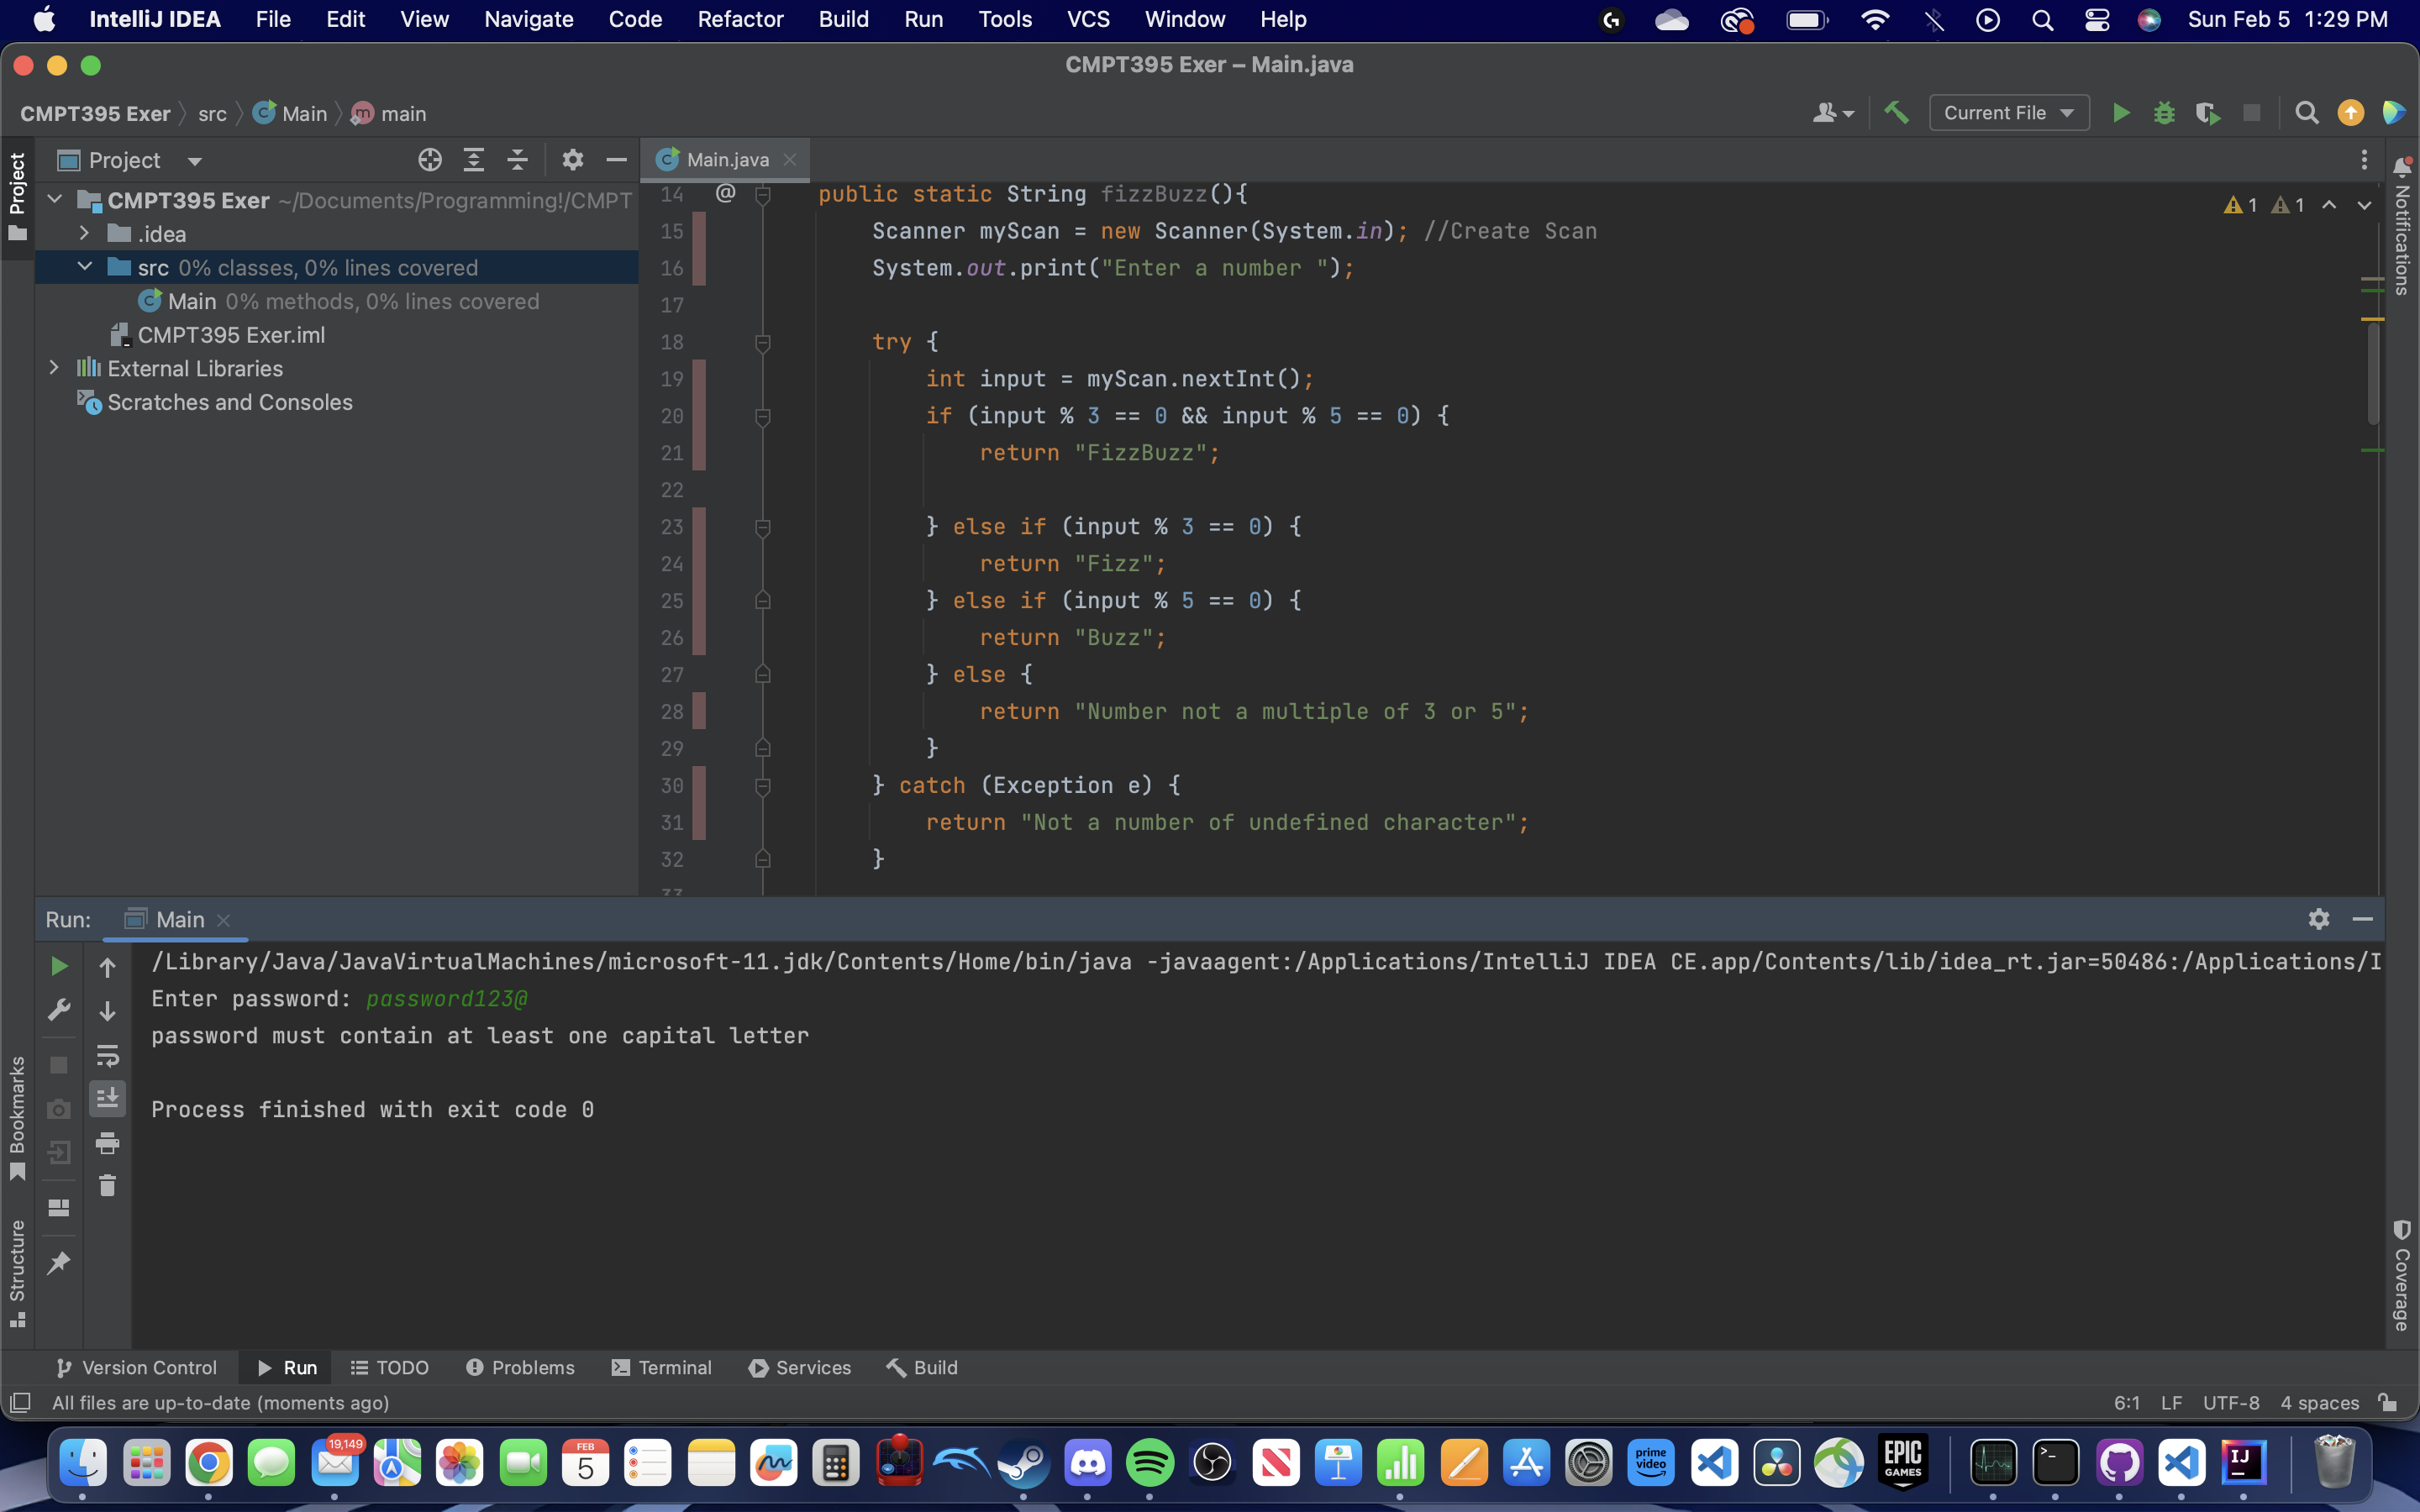 IntelliJ IDEA File Edit View Navigate Code Refactor Build Run Tools VCS Window Help Sun Feb 5 1:29 PM
CMPT395 Exer – Main.java
CMPT395 Exer src Main main Current File
Project
Project
Main.java
CMPT395 Exer ~/Documents/Programming!/CMPT
.idea
src 0% classes, 0% lines covered
Main 0% methods, 0% lines covered
CMPT395 Exer.iml
External Libraries
Scratches and Consoles
14 @ public static String fizzBuzz(){
15 Scanner myScan = new Scanner(System.in); //Create Scan
16 System.out.print("Enter a number ");
17
18 try {
19 int input = myScan.nextInt();
20 if (input % 3 == 0 && input % 5 == 0) {
21 return "FizzBuzz";
22
23 } else if (input % 3 == 0) {
24 return "Fizz";
25 } else if (input % 5 == 0) {
26 return "Buzz";
27 } else {
28 return "Number not a multiple of 3 or 5";
29 }
30 } catch (Exception e) {
31 return "Not a number of undefined character";
32 }
33
1 1
Notifications
Run: Main
/Library/Java/JavaVirtualMachines/microsoft-11.jdk/Contents/Home/bin/java -javaagent:/Applications/IntelliJ IDEA CE.app/Contents/lib/idea_rt.jar=50486:/Applications/I
Enter password: password123@
password must contain at least one capital letter
Process finished with exit code 0
Bookmarks
Structure
Coverage
Version Control Run TODO Problems Terminal Services Build
All files are up-to-date (moments ago) 6:1 LF UTF-8 4 spaces
19,149
FEB
5
prime video
EPIC GAMES
IJ